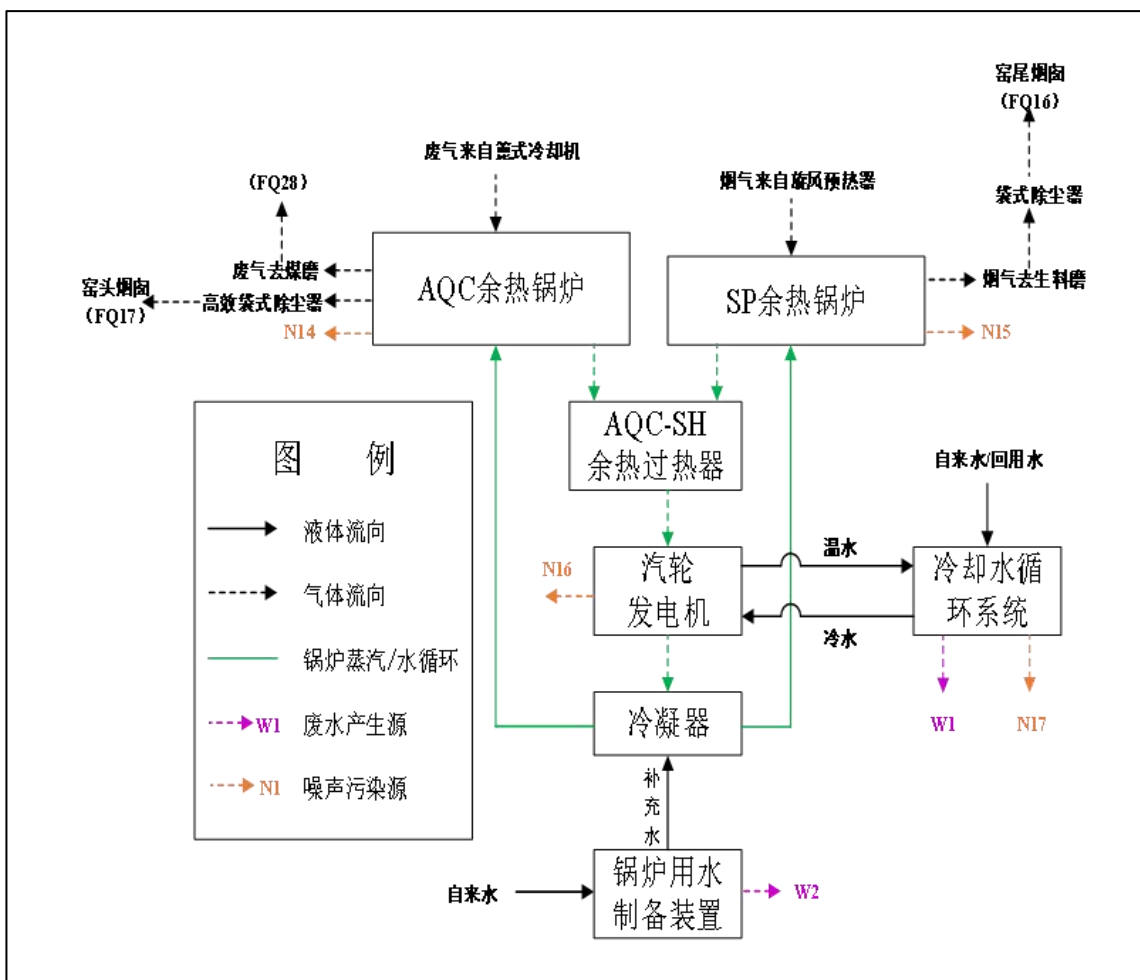 窑尾烟囱
(FQ16)
废气来自篦式冷却机
烟气来自旋风预热器
(FQ28)
袋式除尘器
废气去煤磨
AQC余热锅炉
SP余热锅炉
烟气去生料磨
窑头烟囱
(FQ17)
高效袋式除尘器
N14
N15
AQC-SH
余热过热器
图 例
自来水/回用水
液体流向
温水
N16
汽轮
发电机
冷却水循
环系统
气体流向
冷水
锅炉蒸汽/水循环
W1
废水产生源
冷凝器
W1
N17
N1
噪声污染源
补
充
水
自来水
锅炉用水
制备装置
W2